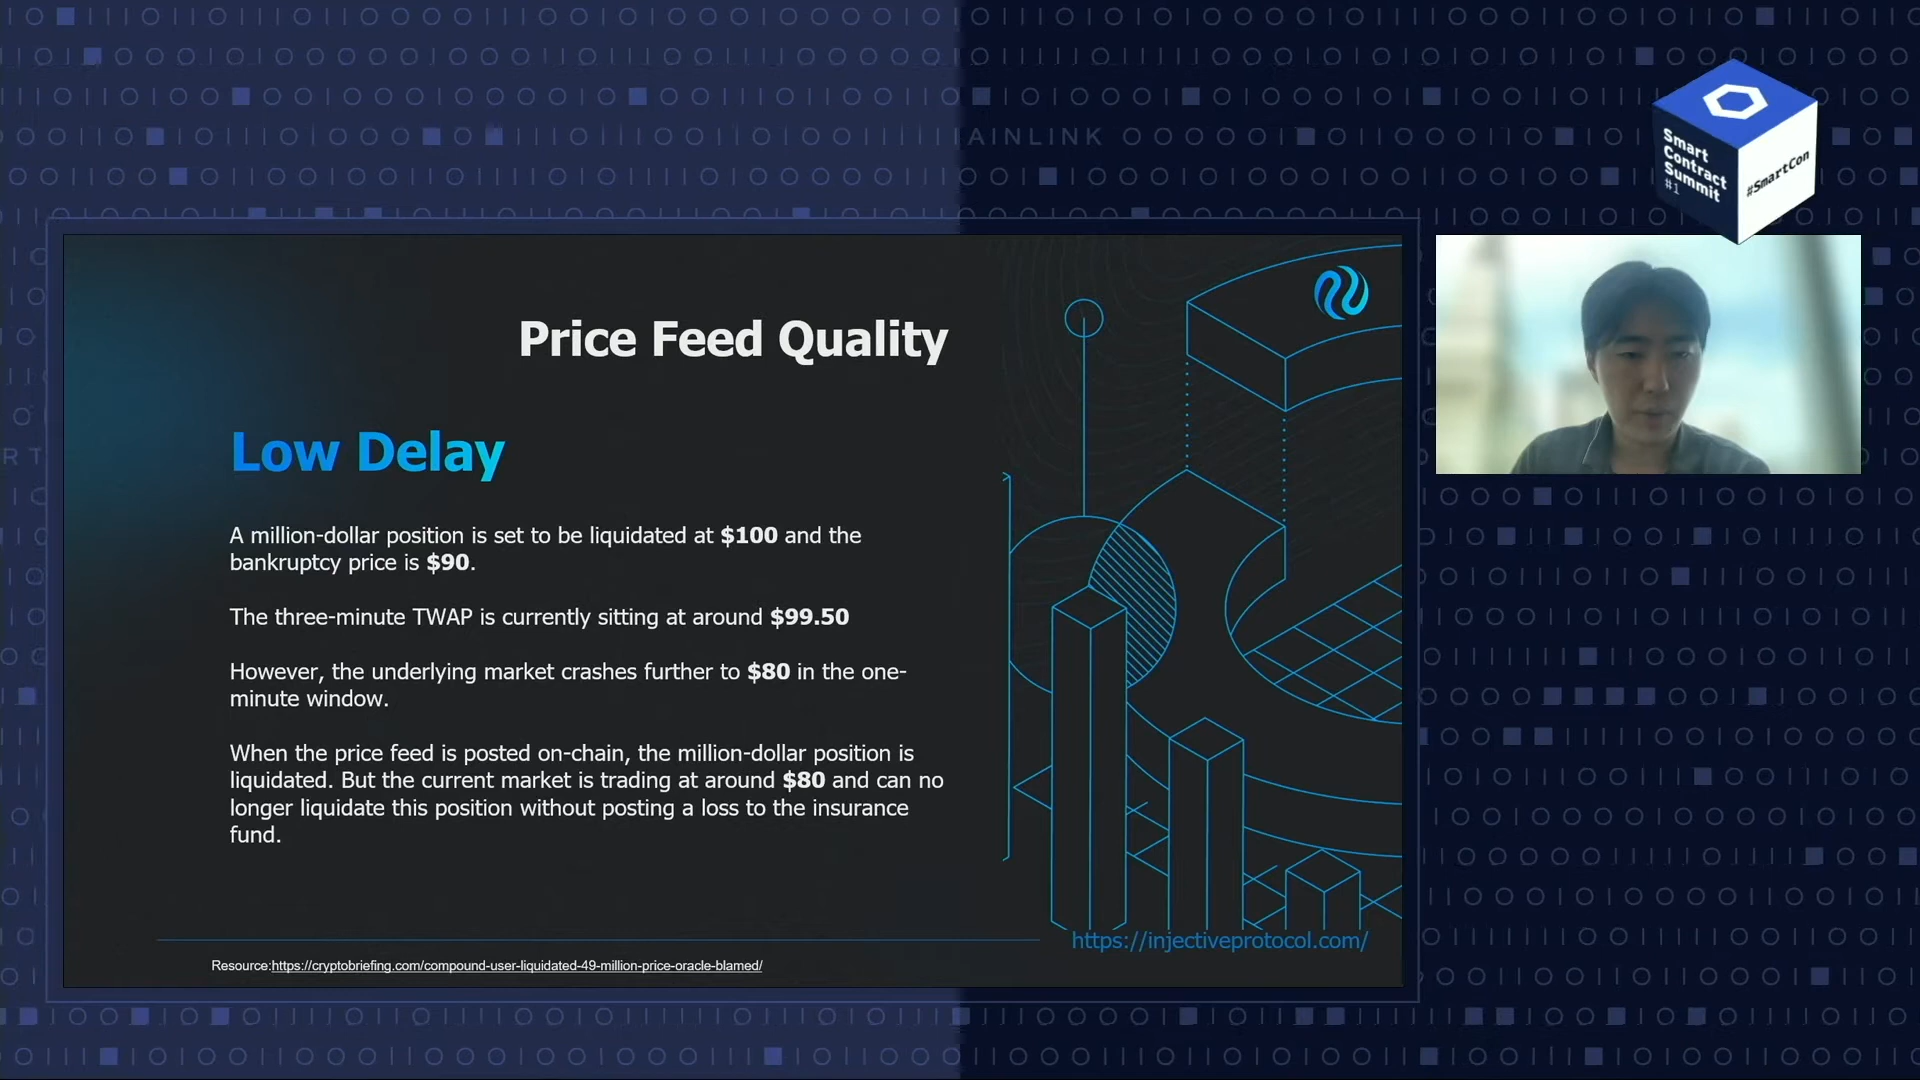 AINLINK
Smart
Contract
Summit
#1
#SmartCon
Price Feed Quality
Low Delay
A million-dollar position is set to be liquidated at $100 and the
bankruptcy price is $90.
The three-minute TWAP is currently sitting at around $99.50
However, the underlying market crashes further to $80 in the one-
minute window.
When the price feed is posted on-chain, the million-dollar position is
liquidated. But the current market is trading at around $80 and can no
longer liquidate this position without posting a loss to the insurance
fund.
https://injectiveprotocol.com/
Resource:https://cryptobriefing.com/compound-user-liquidated-49-million-price-oracle-blamed/